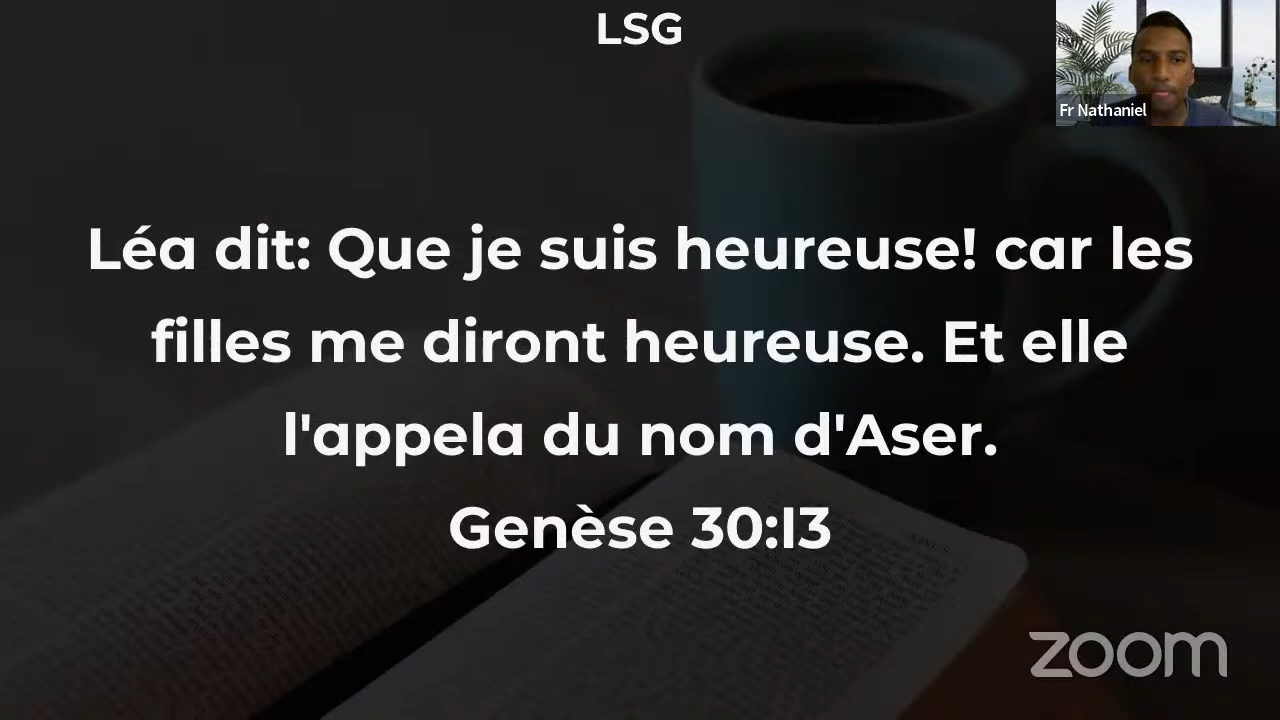 LSG
Fr Nathaniel
Léa dit: Que je suis heureuse! car les
filles me diront heureuse. Et elle
l'appela du nom d'Aser.
Genèse 30:13
zoom